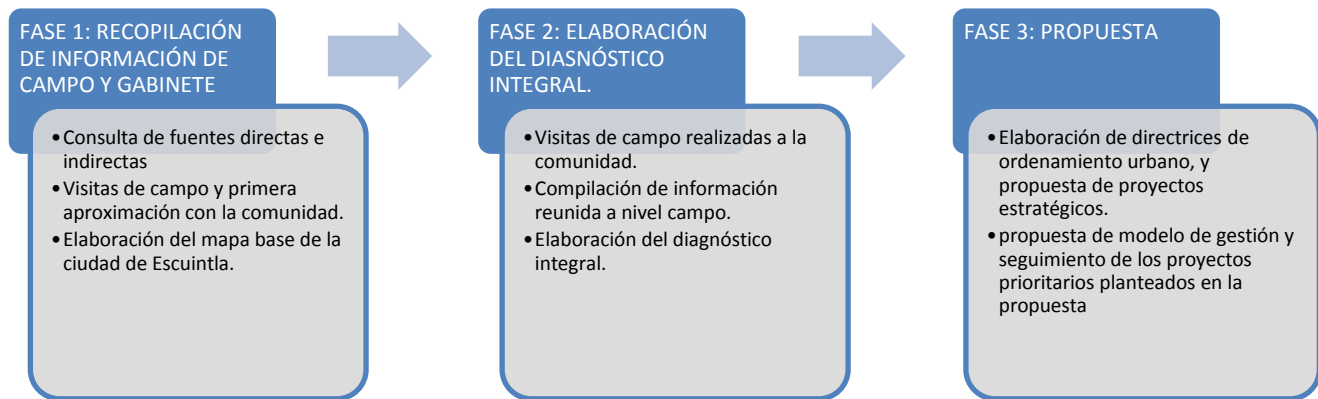 FASE 1: RECOPILACIÓN
DE INFORMACIÓN DE
CAMPO Y GABINETE
•Consulta de fuentes directas e
indirectas
•Visitas de campo y primera
aproximación con la comunidad.
•Elaboración del mapa base de la
ciudad de Escuintla.
FASE 2: ELABORACIÓN
DEL DIASNÓSTICO
INTEGRAL.
•Visitas de campo realizadas a la
comunidad.
•Compilación de información
reunida a nivel campo.
•Elaboración del diagnóstico
integral.
FASE 3: PROPUESTA
•Elaboración de directrices de
ordenamiento urbano, y
propuesta de proyectos
estratégicos.
•propuesta de modelo de gestión y
seguimiento de los proyectos
prioritarios planteados en la
propuesta